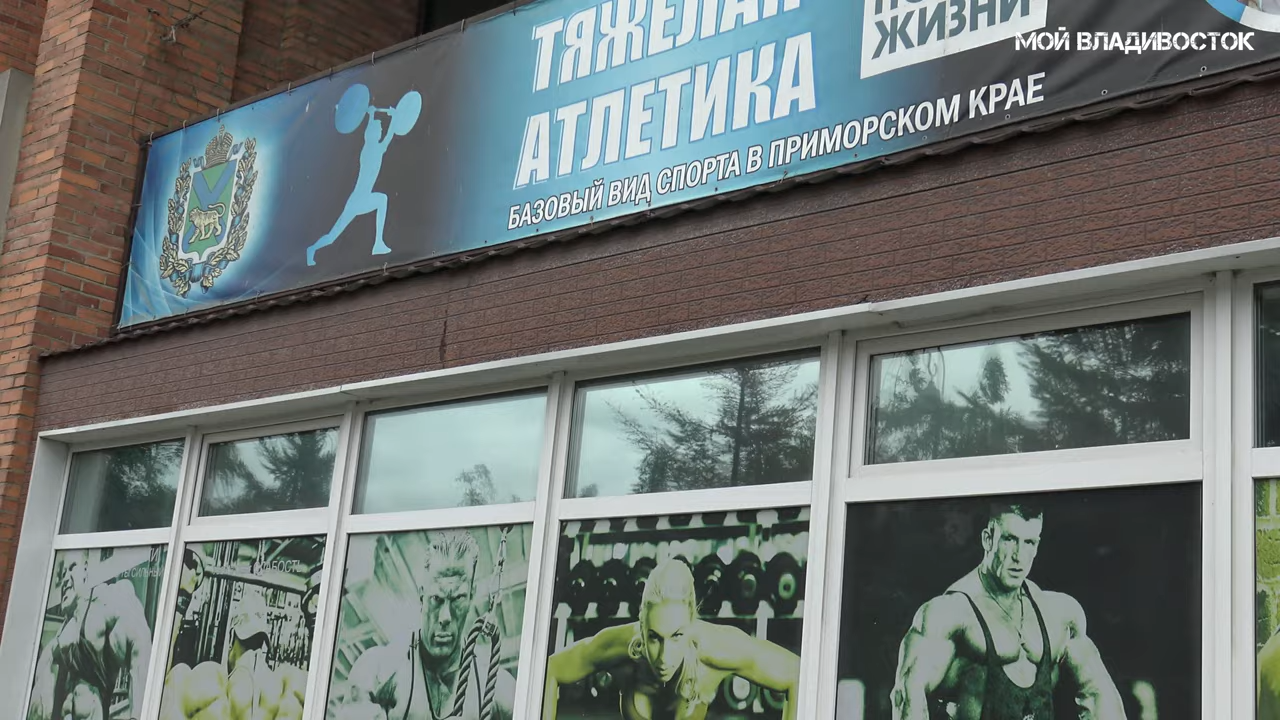 ТЯЖЕЛАЯ
АТЛЕТИКА
БАЗОВЫЙ ВИД СПОРТА В ПРИМОРСКОМ КРАЕ
ЖИЗНИ
МОЙ ВЛАДИВОСТОК